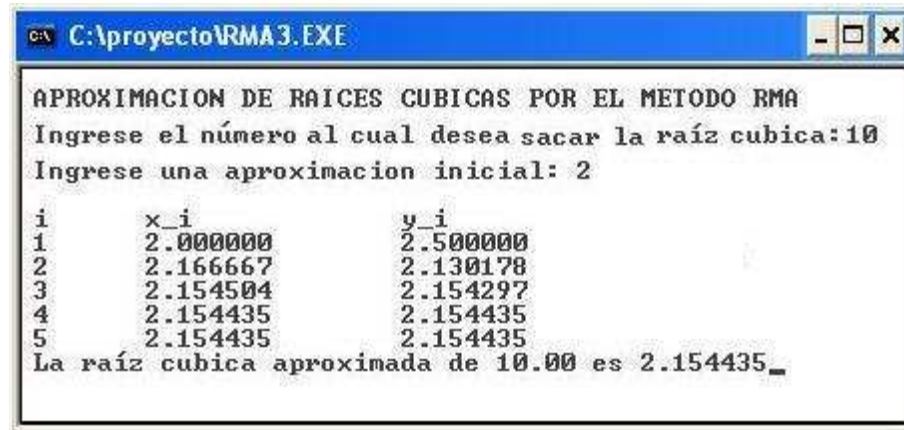 C:\proyecto\RMA3.EXE
APROXIMACION DE RAICES CUBICAS POR EL METODO RMA
Ingrese el número al cual desea sacar la raíz cubica:10
Ingrese una aproximacion inicial: 2
i x_i y_i
1 2.000000 2.500000
2 2.166667 2.130178
3 2.154504 2.154297
4 2.154435 2.154435
5 2.154435 2.154435
La raíz cubica aproximada de 10.00 es 2.154435_